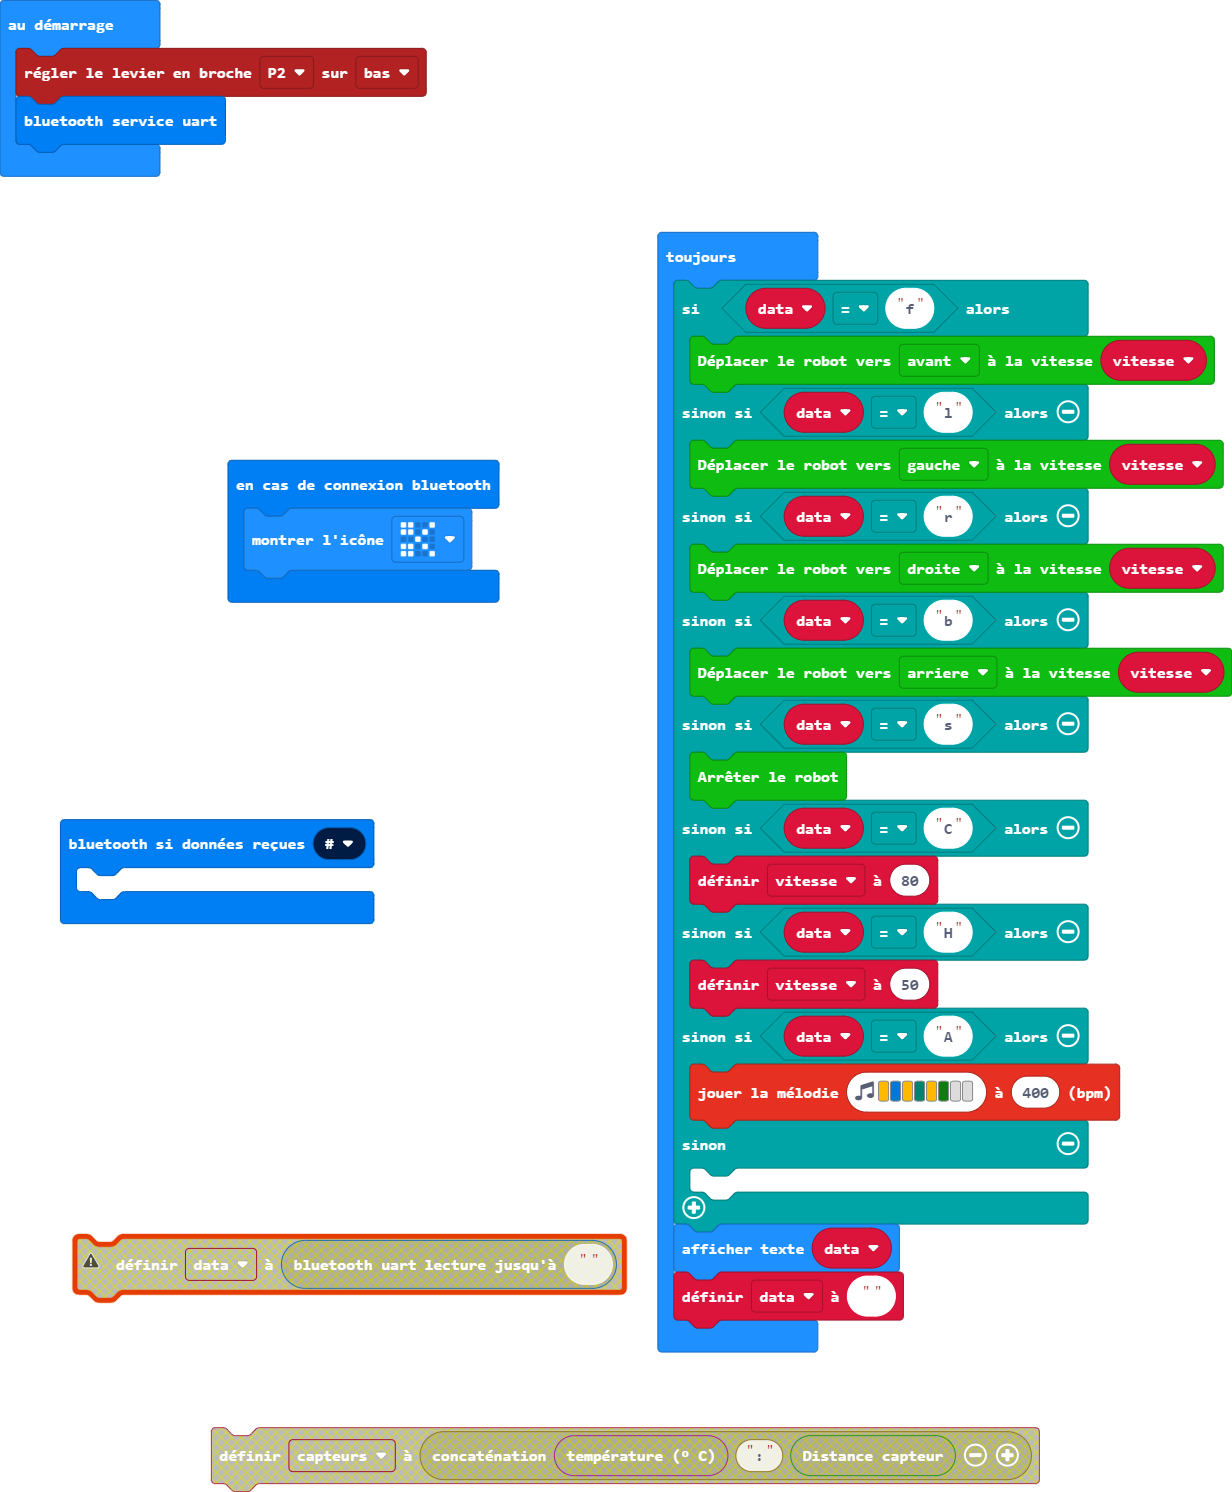 au démarrage
régler le levier en broche P2 sur bas
bluetooth service uart
toujours
si data = "f" alors
Déplacer le robot vers avant à la vitesse vitesse
sinon si data = "l" alors
Déplacer le robot vers gauche à la vitesse vitesse
sinon si data = "r" alors
Déplacer le robot vers droite à la vitesse vitesse
sinon si data = "b" alors
Déplacer le robot vers arriere à la vitesse vitesse
sinon si data = "s" alors
Arrêter le robot
sinon si data = "C" alors
définir vitesse à 80
sinon si data = "H" alors
définir vitesse à 50
sinon si data = "A" alors
jouer la mélodie à 400 (bpm)
sinon
afficher texte data
définir data à " "
en cas de connexion bluetooth
montrer l'icône
bluetooth si données reçues #
définir data à bluetooth uart lecture jusqu'à " "
définir capteurs à concaténation température (° C) ":" Distance capteur